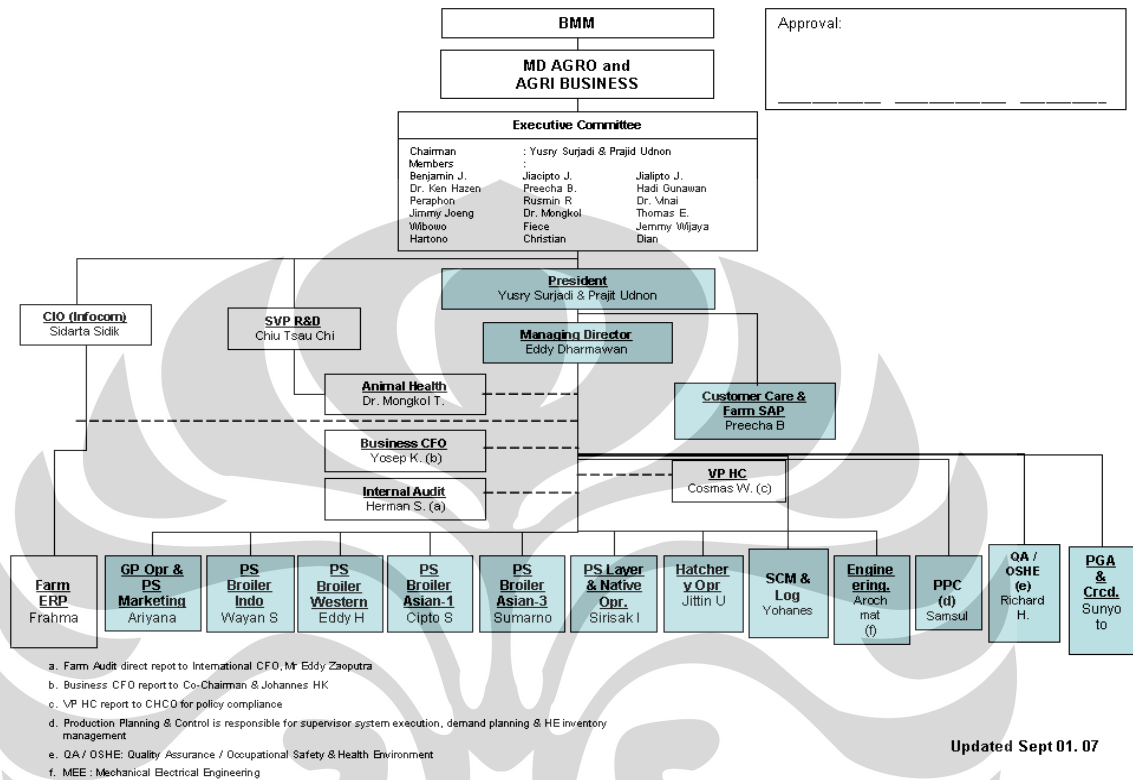 BMM
Approval:
MD AGRO and
AGRI BUSINESS
Executive Committee
Chairman : Yusry Surjadi & Prajid Udnon
Members :
Benjamin J. Jiacipto J. Jialipto J.
Dr. Ken Hazen Preecha B. Hadi Gunawan
Peraphon Rusmin R Dr. Vinai
Jimmy Joeng Dr. Mongkol Thomas E.
Wibowo Fiece Jemmy Wijaya
Hartono Christian Dian
President
Yusry Surjadi & Prajit Udnon
CIO (Infocom)
Sidarta Sidik
SVP R&D
Chiu Tsau Chi
Managing Director
Eddy Dharmawan
Animal Health
Dr. Mongkol T.
Customer Care &
Farm SAP
Preecha B
Business CFO
Yosep K. (b)
VP HC
Cosmas W. (c)
Internal Audit
Herman S. (a)
Farm
ERP
Frahma
GP Opr &
PS
Marketing
Ariyana
PS
Broiler
Indo
Wayan S
PS
Broiler
Western
Eddy H
PS
Broiler
Asian-1
Cipto S
PS
Broiler
Asian-3
Sumarno
PS Layer
& Native
Opr.
Sirisak I
Hatcher
y Opr
Jittin U
SCM &
Log
Yohanes
Engine
ering.
Aroch
mat
(f)
PPC
(d)
Samsul
QA /
OSHE
(e)
Richard
H.
PGA
&
Crcd.
Sunyo
to
a. Farm Audit direct repot to International CFO, Mr Eddy Zaoputra
b. Business CFO report to Co-Chairman & Johannes HK
c. VP HC report to CHCO for policy compliance
d. Production Planning & Control is responsible for supervisor system execution, demand planning & HE inventory
management
e. QA / OSHE: Quality Assurance / Occupational Safety & Health Environment
f. MEE : Mechanical Electrical Engineering
Updated Sept 01. 07